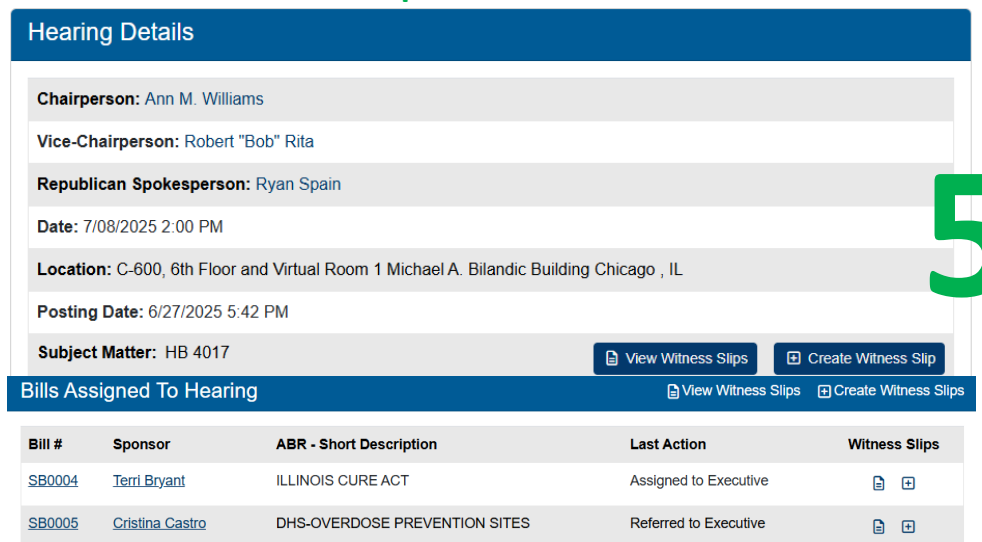 Hearing Details
Chairperson: Ann M. Williams
Vice-Chairperson: Robert "Bob" Rita
Republican Spokesperson: Ryan Spain
Date: 7/08/2025 2:00 PM
5
Location: C-600, 6th Floor and Virtual Room 1 Michael A. Bilandic Building Chicago , IL
Posting Date: 6/27/2025 5:42 PM
Subject Matter: HB 4017 View Witness Slips Create Witness Slip
Bills Assigned To Hearing View Witness Slips Create Witness Slips
Bill # Sponsor ABR - Short Description Last Action Witness Slips
SB0004 Terri Bryant ILLINOIS CURE ACT Assigned to Executive
SB0005 Cristina Castro DHS-OVERDOSE PREVENTION SITES Referred to Executive